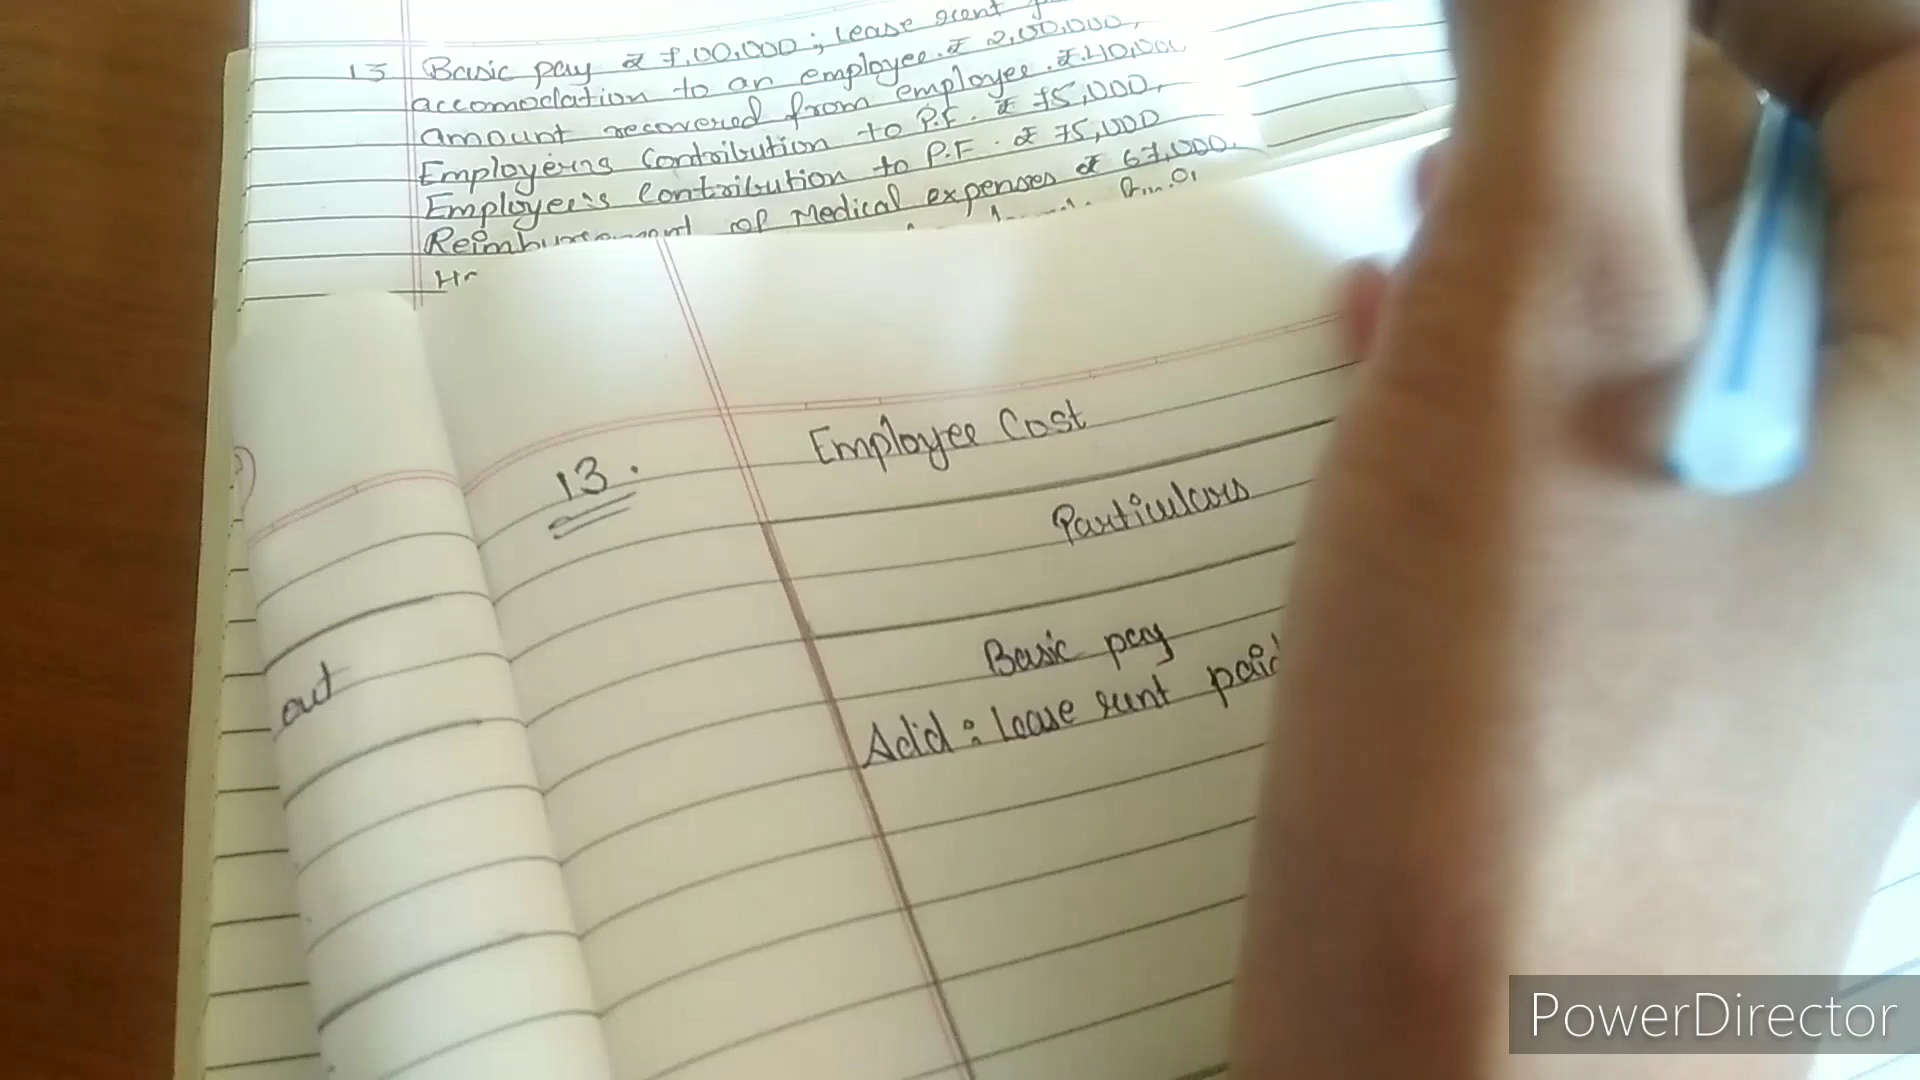 13 Basic pay ₹ 7,00,000 ; Lease rent
accomodation to an employee. ₹ 2,00,000,
amount recovered from employee. ₹.40,000
Employeris Contribution to P.F. ₹ 75,000,
Employee's Contribution to P.F. ₹ 75,000
Reimbursement of Medical expenses ₹ 67,000.
13.
Employee Cost
Particulars
Basic pay
Add : Lease rent paid
out
PowerDirector